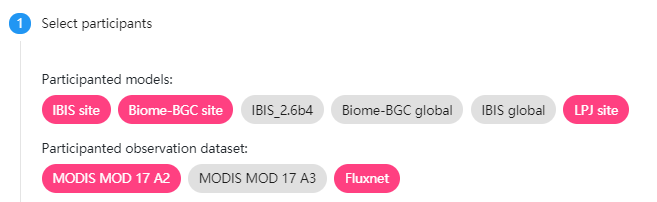 1 Select participants
Participanted models:
IBIS site Biome-BGC site IBIS_2.6b4 Biome-BGC global IBIS global LPJ site
Participanted observation dataset:
MODIS MOD 17 A2 MODIS MOD 17 A3 Fluxnet